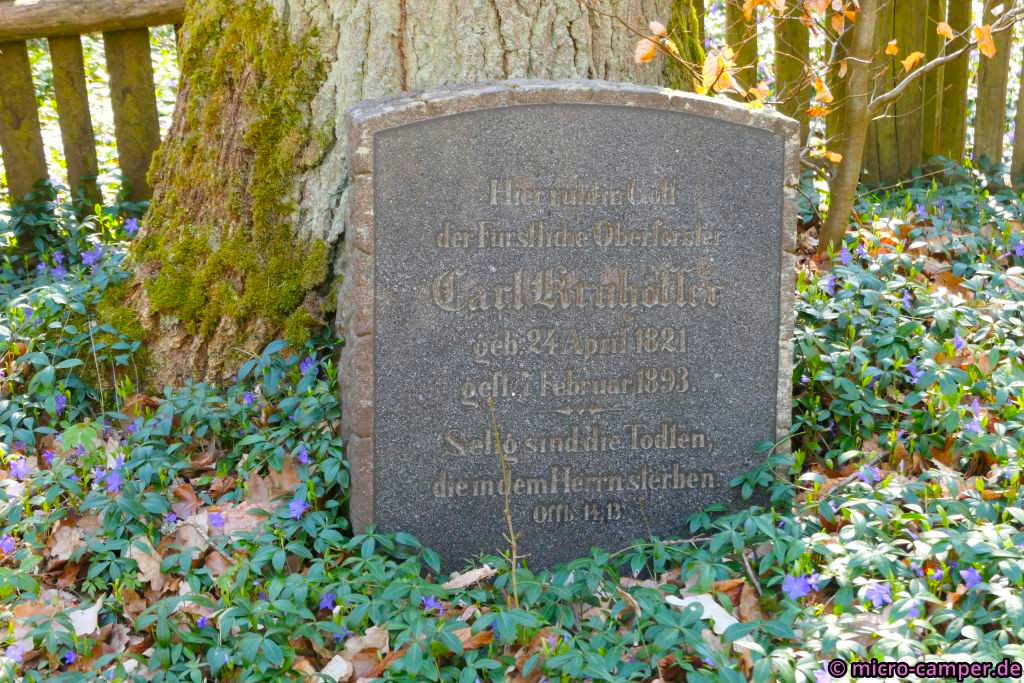 Hier ruht in Gott
der Fürstliche Oberförster
Carl
geb. 24 April 1821
gest. 7 Februar 1893.
Selig sind die Todten,
die in dem Herrn sterben.
Offb. 14, 13
© micro-camper.de